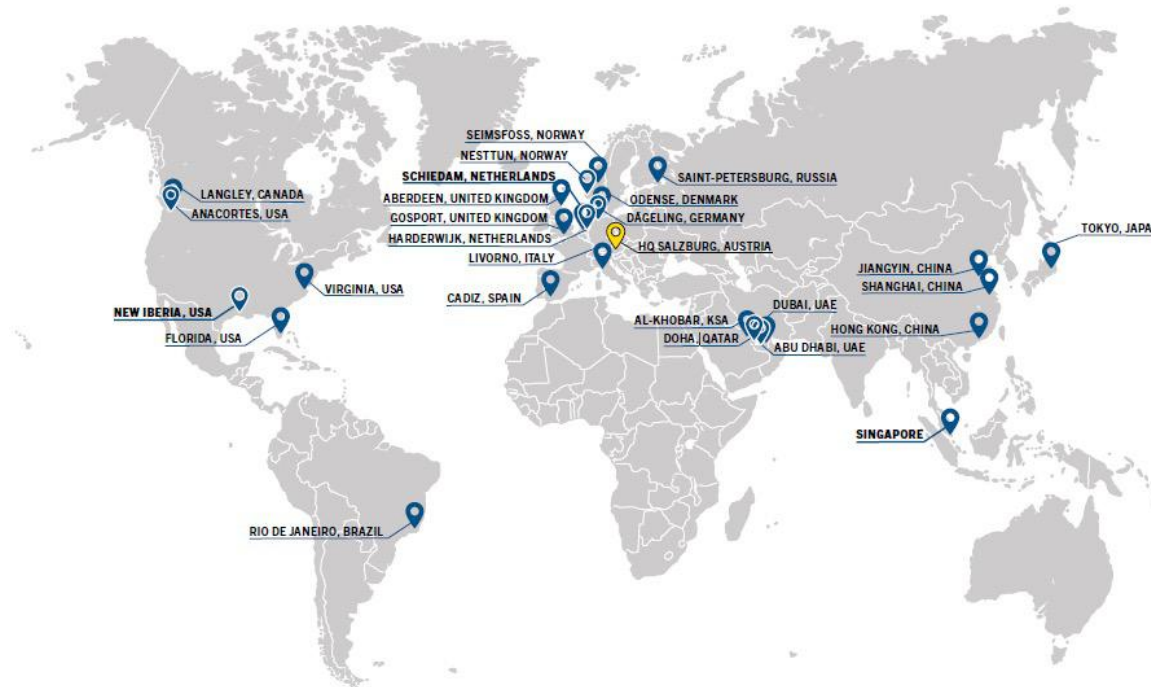 SEIMSFOSS, NORWAY
NESTTUN, NORWAY
SCHIEDAM, NETHERLANDS
SAINT-PETERSBURG, RUSSIA
LANGLEY, CANADA
ABERDEEN, UNITED KINGDOM
ODENSE, DENMARK
ANACORTES, USA
GOSPORT, UNITED KINGDOM
DÄGELING, GERMANY
TOKYO, JAPA
HARDERWIJK, NETHERLANDS
HQ SALZBURG, AUSTRIA
LIVORNO, ITALY
JIANGYIN, CHINA
VIRGINIA, USA
SHANGHAI, CHINA
CADIZ, SPAIN
NEW IBERIA, USA
DUBAI, UAE
AL-KHOBAR, KSA
HONG KONG, CHINA
FLORIDA, USA
DOHA, QATAR
ABU DHABI, UAE
SINGAPORE
RIO DE JANEIRO, BRAZIL